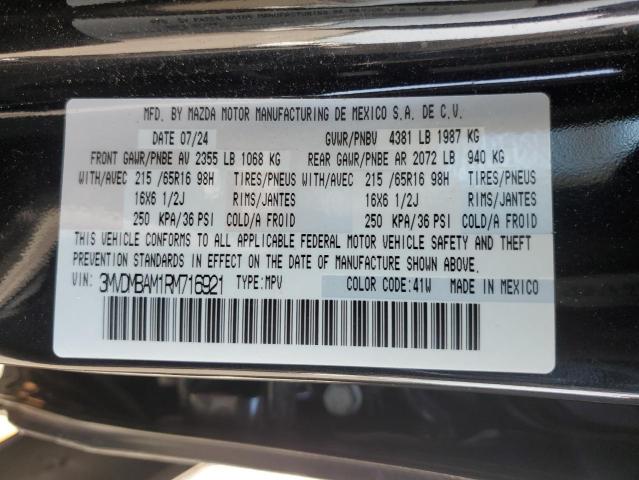 MFD. BY MAZDA MOTOR MANUFACTURING DE MEXICO S.A. DE C.V.
DATE 07/24 GVWR/PNBV 4381 LB 1987 KG
FRONT GAWR/PNBE AV 2355 LB 1068 KG REAR GAWR/PNBE AR 2072 LB 940 KG
WITH/AVEC 215 /65R16 98H TIRES/PNEUS WITH/AVEC 215 /65R16 98H TIRES/PNEUS
16X6 1/2J RIMS/JANTES 16X6 1/2J RIMS/JANTES
250 KPA/36 PSI COLD/A FROID 250 KPA/36 PSI COLD/A FROID
THIS VEHICLE CONFORMS TO ALL APPLICABLE FEDERAL MOTOR VEHICLE SAFETY AND THEFT
PREVENTION STANDARDS IN EFFECT ON THE DATE OF MANUFACTURE SHOWN ABOVE.
VIN: 3MVDMBAM1RM716921 TYPE:MPV COLOR CODE:41W MADE IN MEXICO